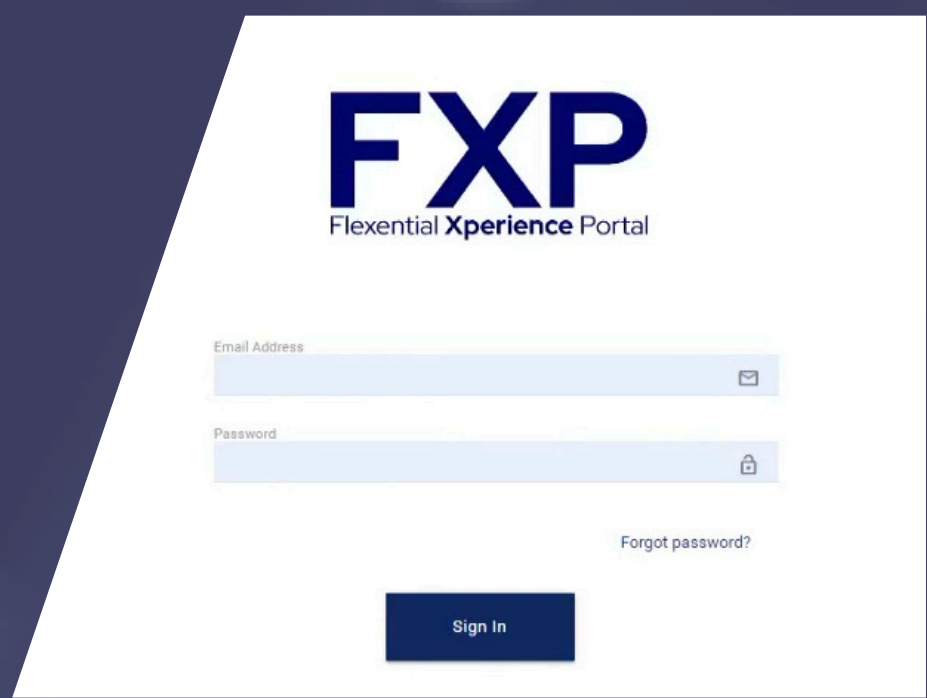 FXP
Flexential Xperience Portal
Email Address
Password
Forgot password?
Sign In